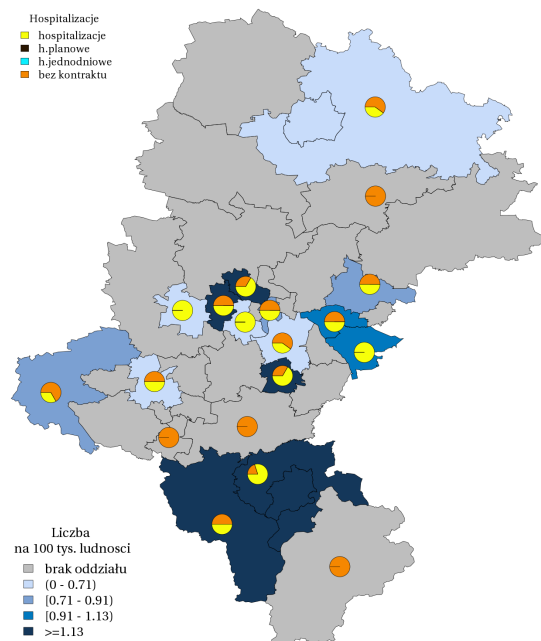 Hospitalizacje
hospitalizacje
h.planowe
h.jednodniowe
bez kontraktu
Liczba
na 100 tys. ludnosci
brak oddziału
(0 - 0.71)
[0.71 - 0.91)
[0.91 - 1.13)
>=1.13